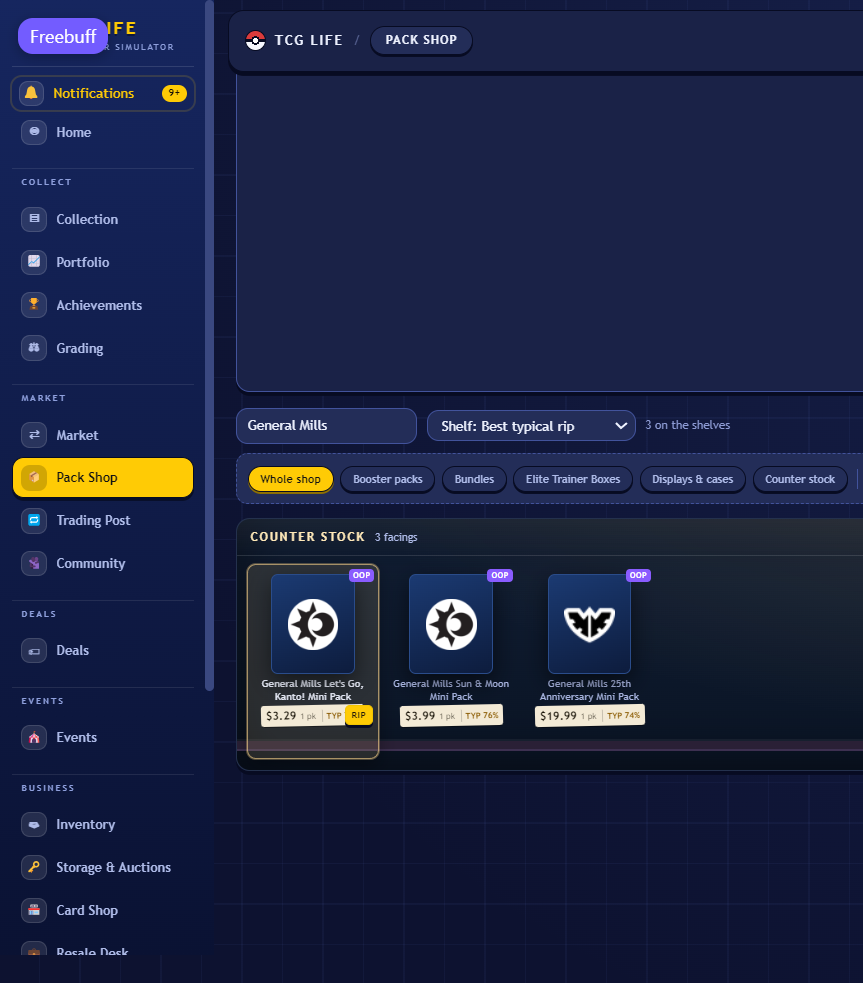 Freebuff
IFE
R SIMULATOR
Notifications 9+
Home
COLLECT
Collection
Portfolio
Achievements
Grading
MARKET
Market
Pack Shop
Trading Post
Community
DEALS
Deals
EVENTS
Events
BUSINESS
Inventory
Storage & Auctions
Card Shop
Resale Desk
TCG LIFE / PACK SHOP
General Mills
Shelf: Best typical rip
3 on the shelves
Whole shop
Booster packs
Bundles
Elite Trainer Boxes
Displays & cases
Counter stock
COUNTER STOCK 3 facings
OOP
General Mills Let's Go,
Kanto! Mini Pack
$3.29 1 pk TYP RIP
OOP
General Mills Sun & Moon
Mini Pack
$3.99 1 pk TYP 76%
OOP
General Mills 25th
Anniversary Mini Pack
$19.99 1 pk TYP 74%